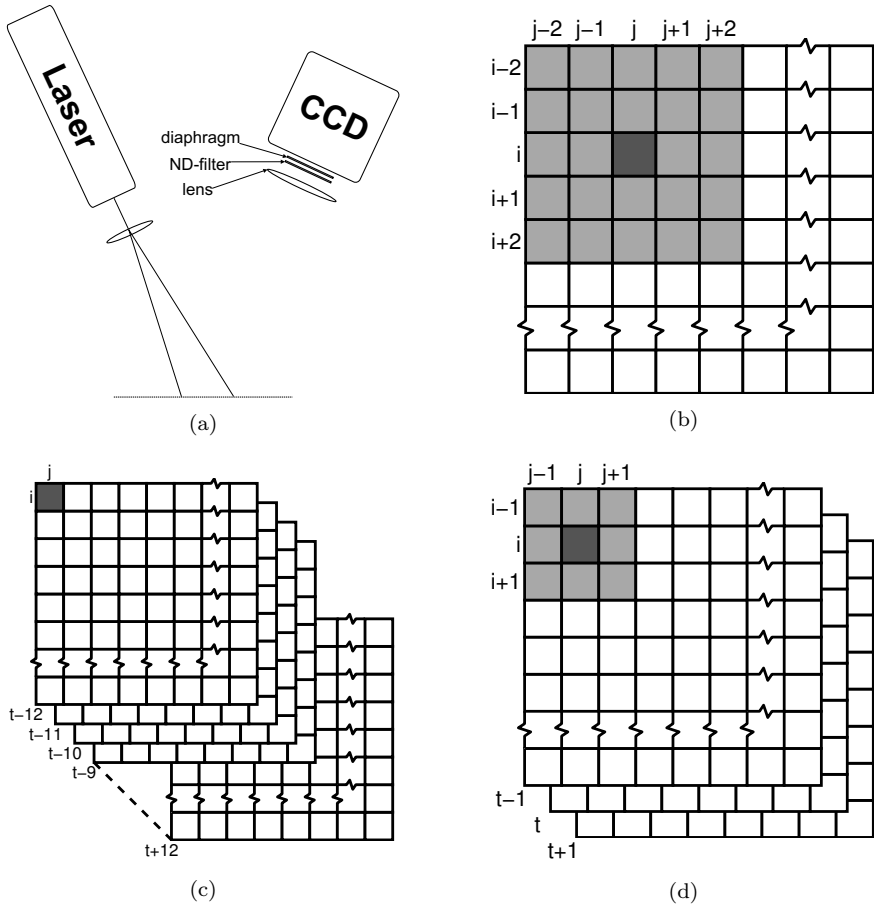 Laser
CCD
diaphragm
ND-filter
lens
(a)
j−2 j−1 j j+1 j+2
i−2
i−1
i
i+1
i+2
(b)
j
i
t−12
t−11
t−10
t−9
t+12
(c)
j−1 j j+1
i−1
i
i+1
t−1
t
t+1
(d)